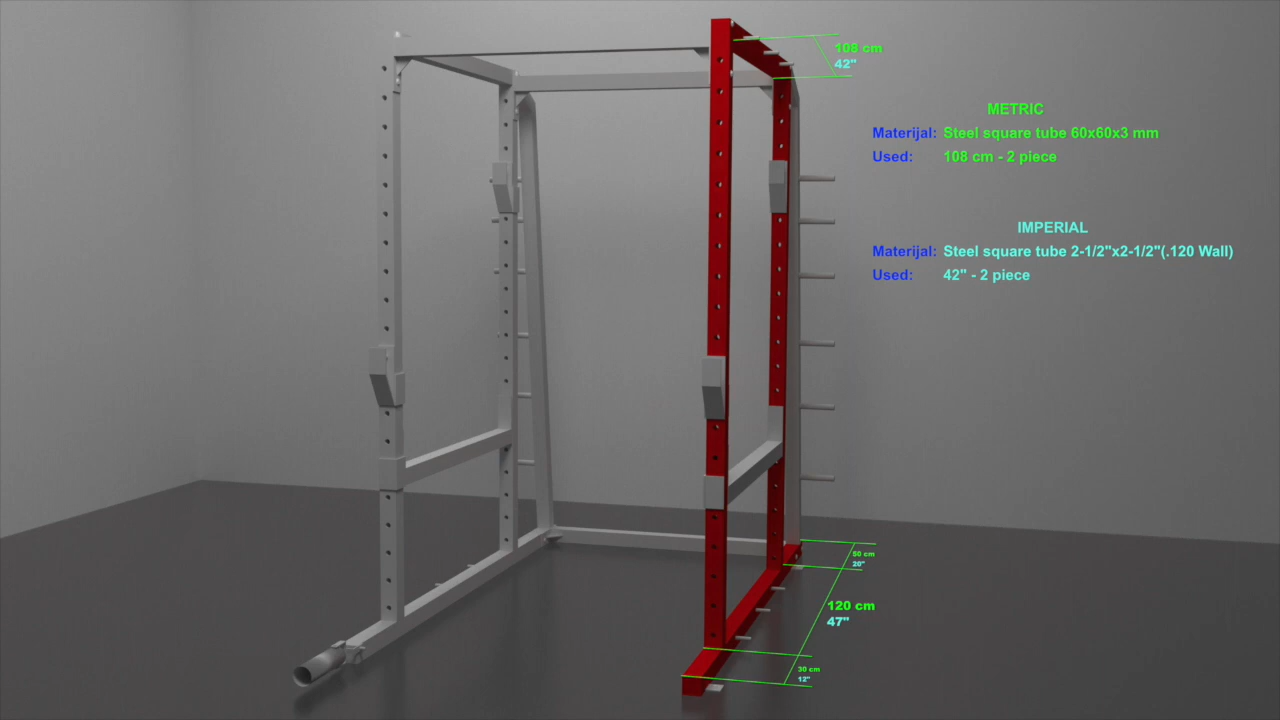 108 cm
42"
METRIC
Materijal: Steel square tube 60x60x3 mm
Used: 108 cm - 2 piece
IMPERIAL
Materijal: Steel square tube 2-1/2"x2-1/2"(.120 Wall)
Used: 42" - 2 piece
50 cm
20"
120 cm
47"
30 cm
12"